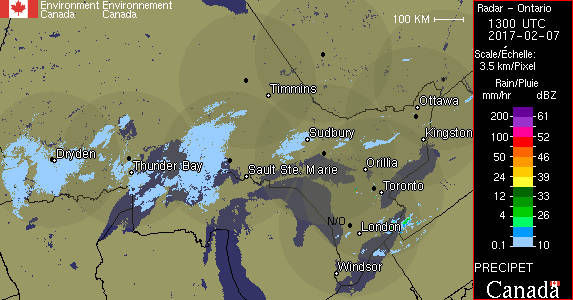 Environment Environnement
Canada Canada
100 KM
Radar - Ontario
1300 UTC
2017-02-07
Scale/Échelle:
3.5 km/Pixel
Rain/Pluie
mm/hr dBZ
200 61
100 52
50 46
24 39
12 33
4 26
0.1 10
PRECIPET
Canada
Timmins
Ottawa
Sudbury
Kingston
Dryden
Thunder Bay
Sault Ste. Marie
Orillia
Toronto
N/O
London
Windsor